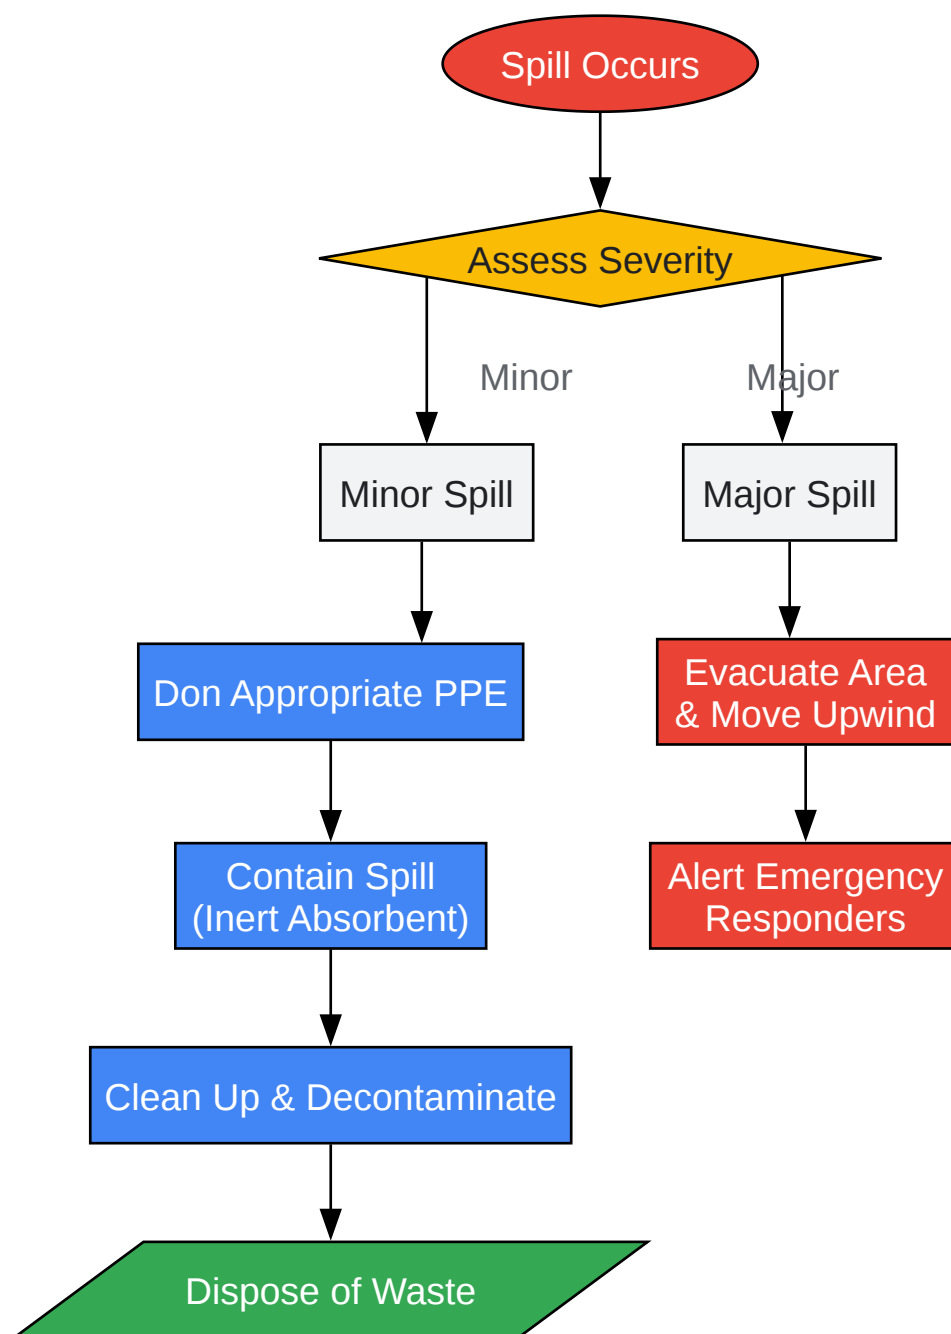 Spill Occurs
Assess Severity
Minor
Major
Minor Spill
Major Spill
Don Appropriate PPE
Evacuate Area
& Move Upwind
Contain Spill
(Inert Absorbent)
Alert Emergency
Responders
Clean Up & Decontaminate
Dispose of Waste